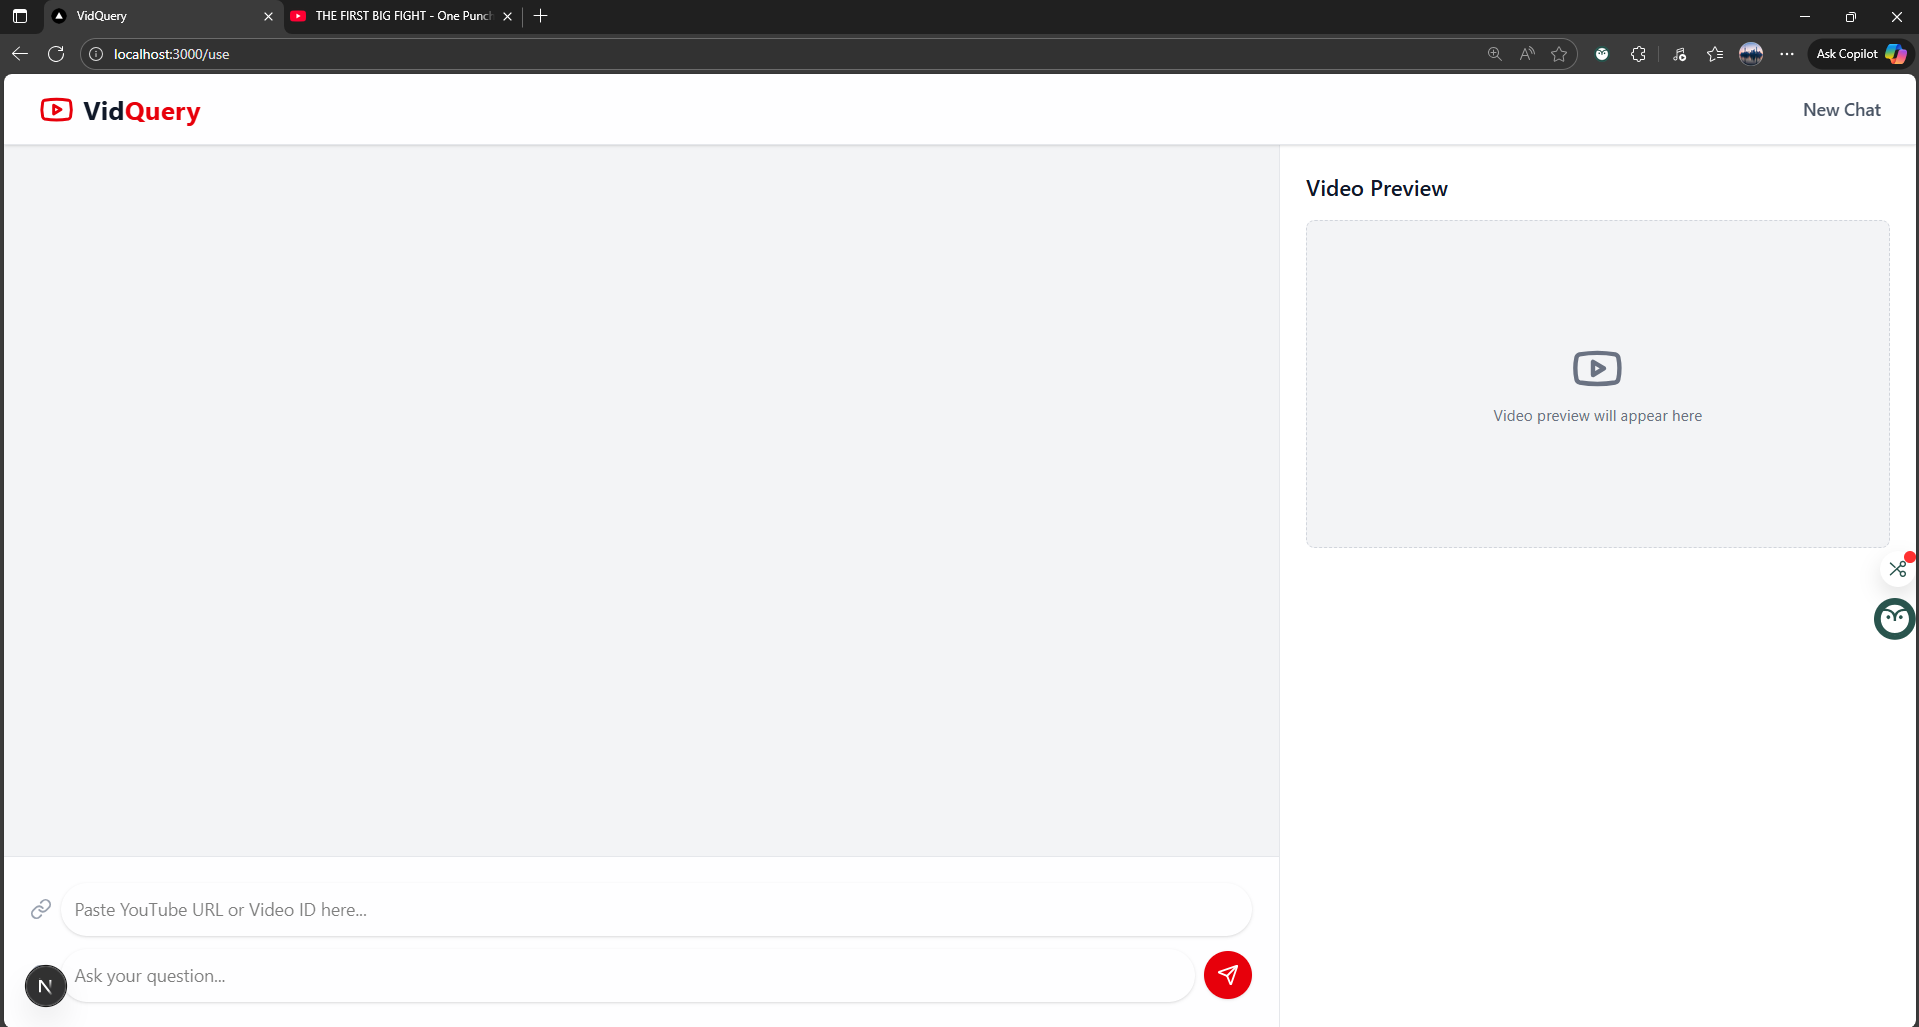 VidQuery
THE FIRST BIG FIGHT - One Punch
localhost:3000/use
Ask Copilot
VidQuery
New Chat
Video Preview
Video preview will appear here
Paste YouTube URL or Video ID here...
N
Ask your question...